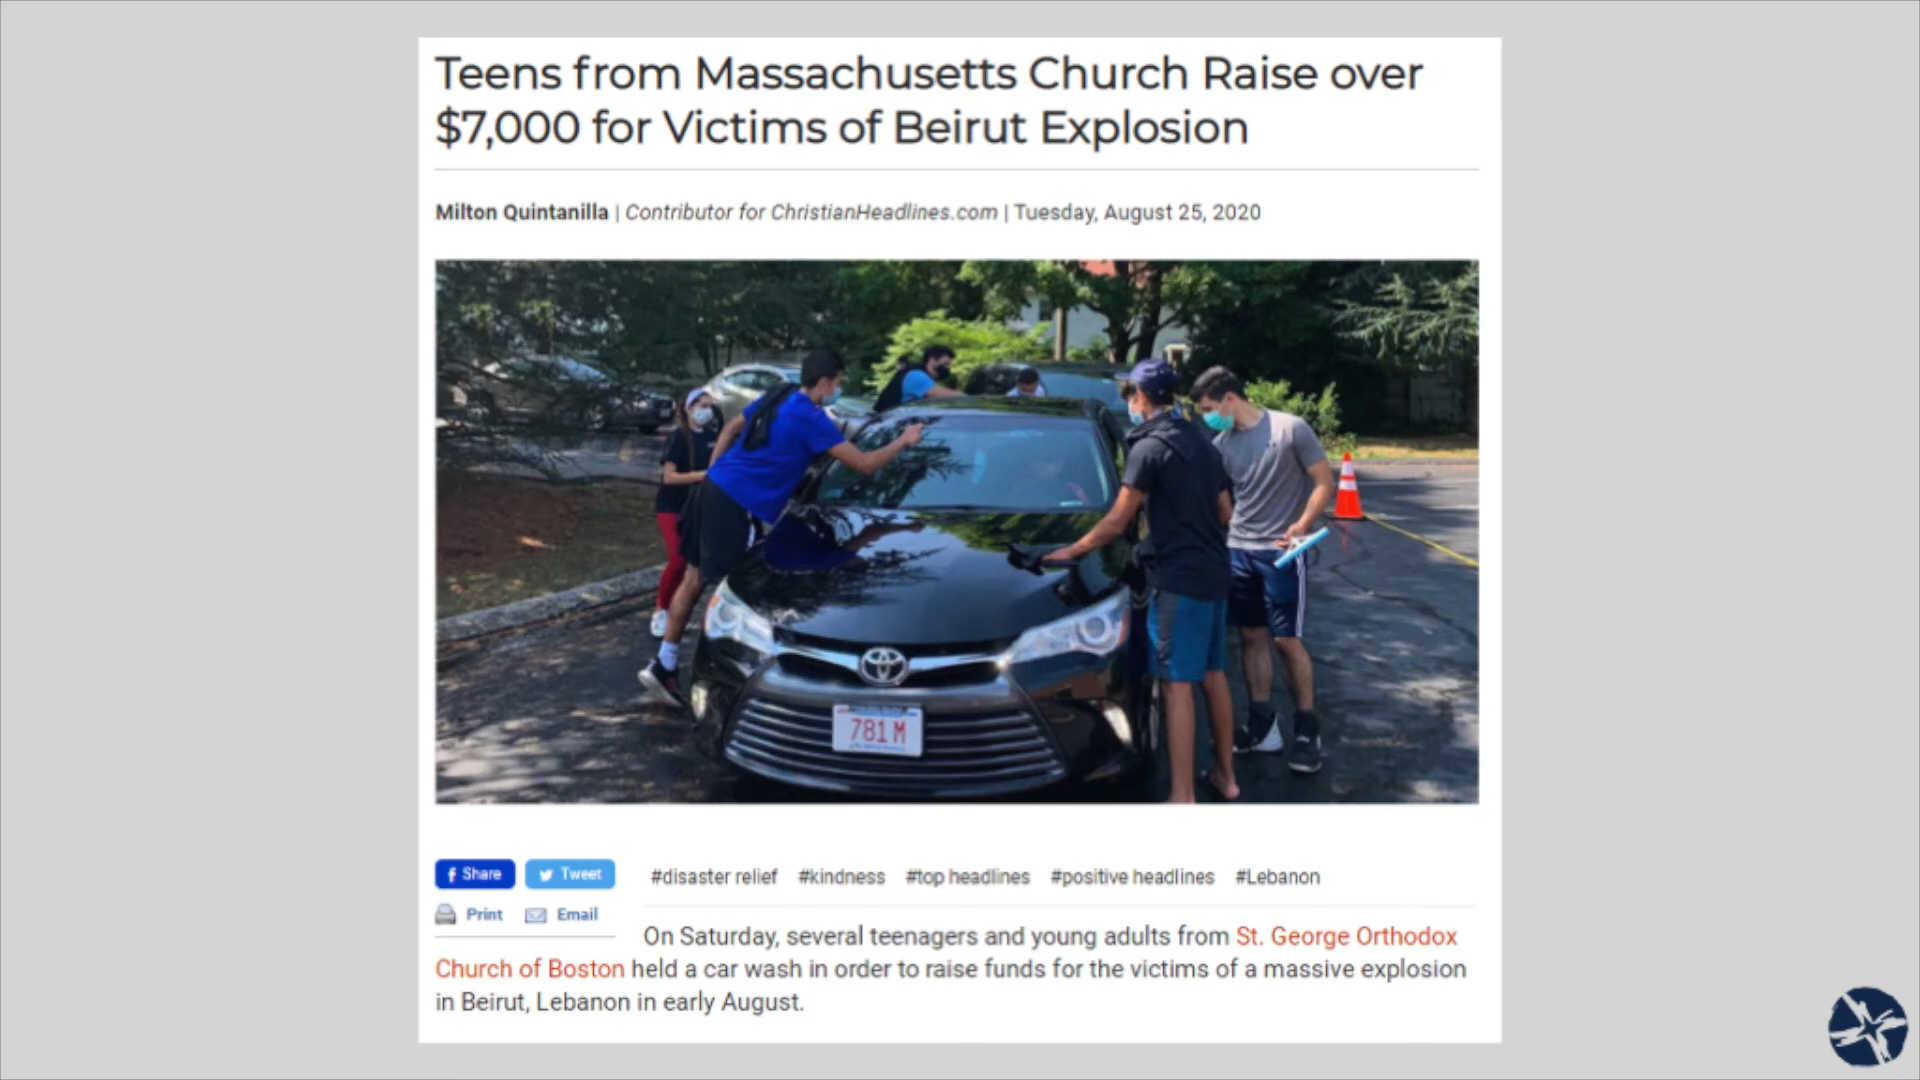 Teens from Massachusetts Church Raise over
$7,000 for Victims of Beirut Explosion
Milton Quintanilla | Contributor for ChristianHeadlines.com | Tuesday, August 25, 2020
781 M
Share
Tweet
#disaster relief #kindness #top headlines #positive headlines #Lebanon
Print
Email
On Saturday, several teenagers and young adults from St. George Orthodox
Church of Boston held a car wash in order to raise funds for the victims of a massive explosion
in Beirut, Lebanon in early August.